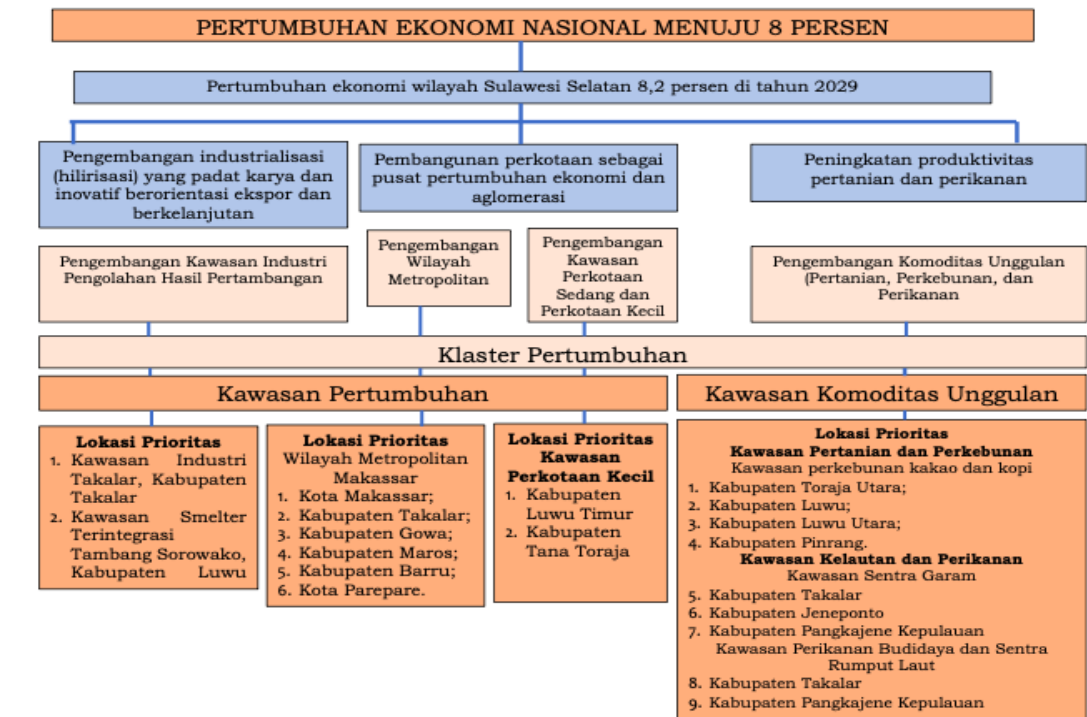 PERTUMBUHAN EKONOMI NASIONAL MENUJU 8 PERSEN
Pertumbuhan ekonomi wilayah Sulawesi Selatan 8,2 persen di tahun 2029
Pengembangan industrialisasi
(hilirisasi) yang padat karya dan
inovatif berorientasi ekspor dan
berkelanjutan
Pembangunan perkotaan sebagai
pusat pertumbuhan ekonomi dan
aglomerasi
Peningkatan produktivitas
pertanian dan perikanan
Pengembangan Kawasan Industri
Pengolahan Hasil Pertambangan
Pengembangan
Wilayah
Metropolitan
Pengembangan
Kawasan
Perkotaan
Sedang dan
Perkotaan Kecil
Pengembangan Komoditas Unggulan
(Pertanian, Perkebunan, dan
Perikanan
Klaster Pertumbuhan
Kawasan Pertumbuhan
Kawasan Komoditas Unggulan
Lokasi Prioritas
1. Kawasan Industri
Takalar, Kabupaten
Takalar
2. Kawasan Smelter
Terintegrasi
Tambang Sorowako,
Kabupaten Luwu
Lokasi Prioritas
Wilayah Metropolitan
Makassar
1. Kota Makassar;
2. Kabupaten Takalar;
3. Kabupaten Gowa;
4. Kabupaten Maros;
5. Kabupaten Barru;
6. Kota Parepare.
Lokasi Prioritas
Kawasan
Perkotaan Kecil
1. Kabupaten
Luwu Timur
2. Kabupaten
Tana Toraja
Lokasi Prioritas
Kawasan Pertanian dan Perkebunan
Kawasan perkebunan kakao dan kopi
1. Kabupaten Toraja Utara;
2. Kabupaten Luwu;
3. Kabupaten Luwu Utara;
4. Kabupaten Pinrang.
Kawasan Kelautan dan Perikanan
Kawasan Sentra Garam
5. Kabupaten Takalar
6. Kabupaten Jeneponto
7. Kabupaten Pangkajene Kepulauan
Kawasan Perikanan Budidaya dan Sentra
Rumput Laut
8. Kabupaten Takalar
9. Kabupaten Pangkajene Kepulauan